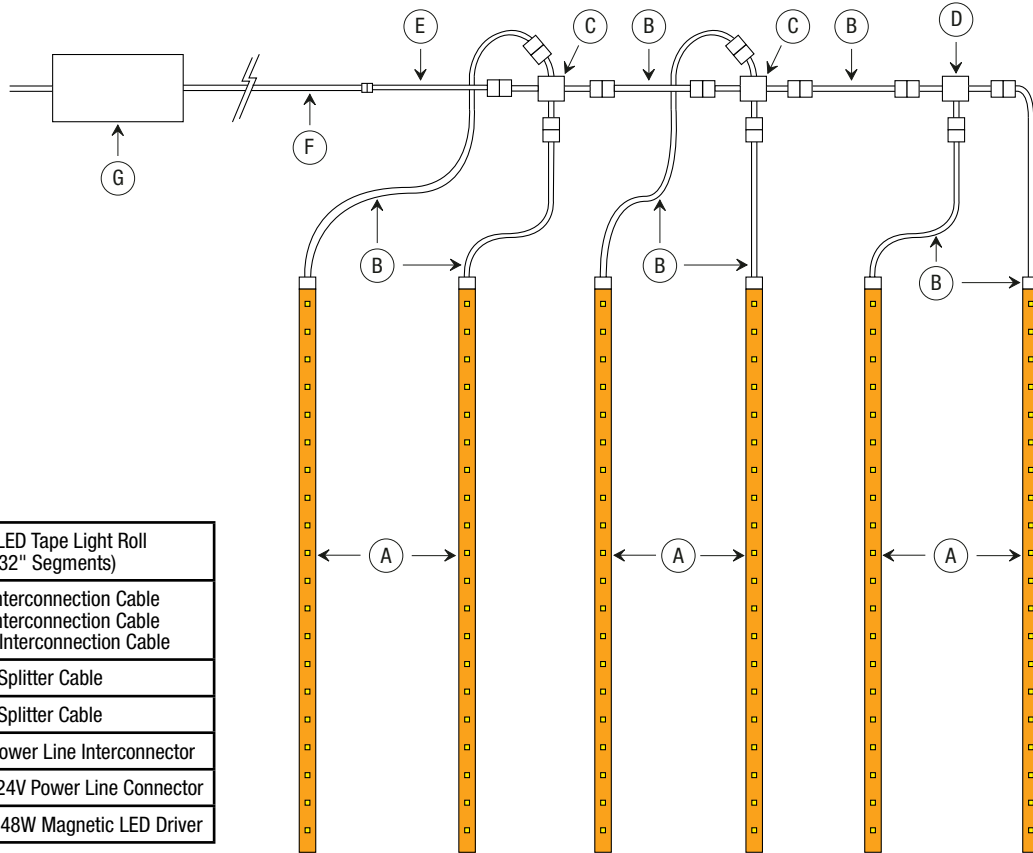 E
C
B
C
B
D
F
G
B
B
B
A
A
A
LED Tape Light Roll
32" Segments)
nterconnection Cable
nterconnection Cable
Interconnection Cable
Splitter Cable
Splitter Cable
ower Line Interconnector
24V Power Line Connector
48W Magnetic LED Driver